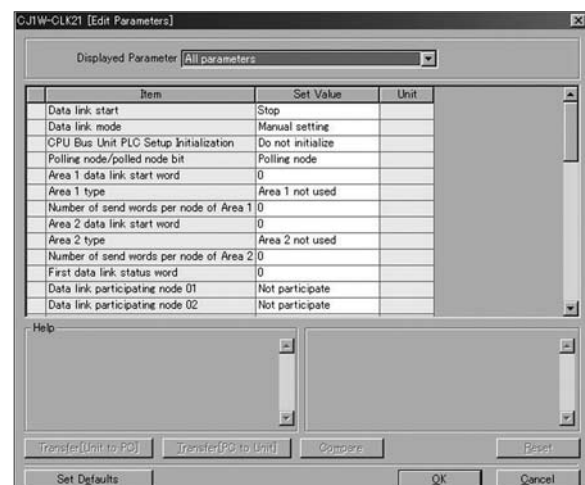 CJ1W-CLK21 [Edit Parameters]
Displayed Parameter All parameters
Item Set Value Unit
Data link start Stop
Data link mode Manual setting
CPU Bus Unit PLC Setup Initialization Do not initialize
Polling node/polled node bit Polling node
Area 1 data link start word 0
Area 1 type Area 1 not used
Number of send words per node of Area 1 0
Area 2 data link start word 0
Area 2 type Area 2 not used
Number of send words per node of Area 2 0
First data link status word 0
Data link participating node 01 Not participate
Data link participating node 02 Not participate
Help
Transfer[Unit to PC] Transfer[PC to Unit] Compare Reset
Set Defaults OK Cancel